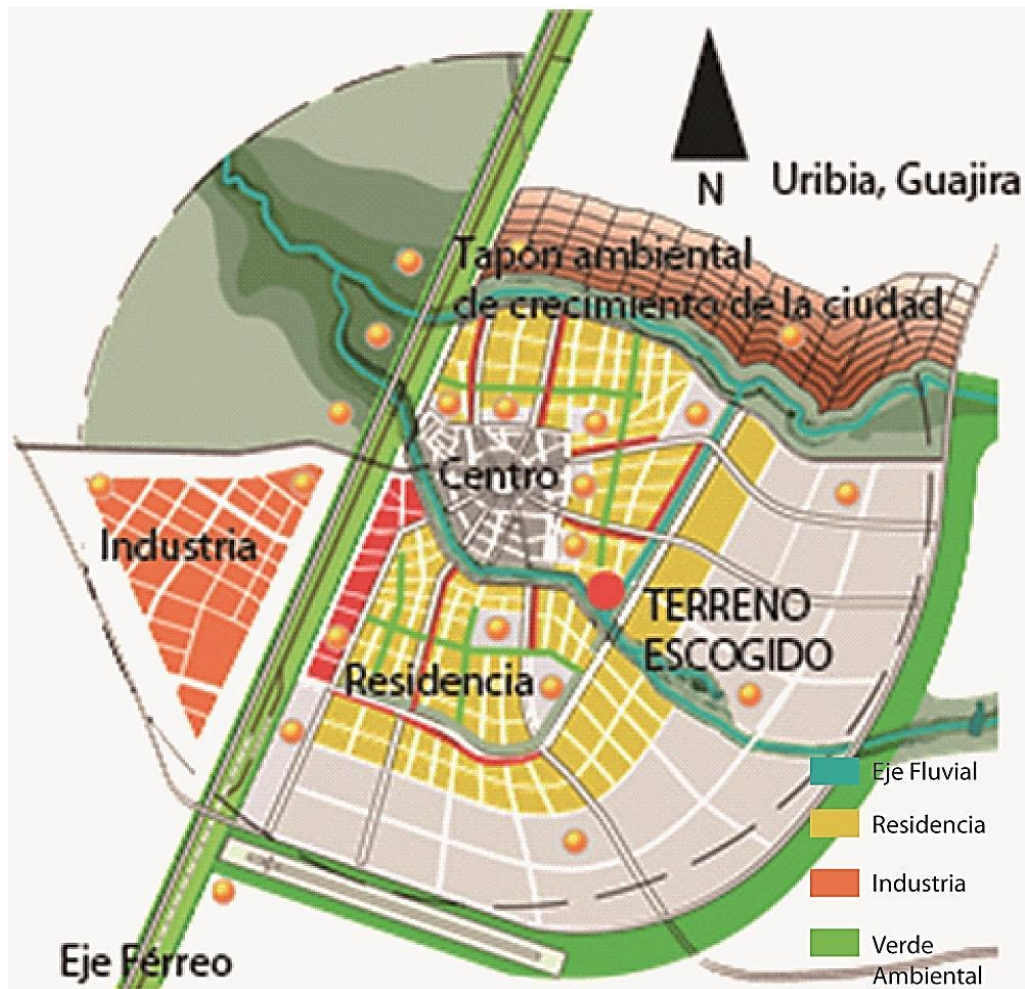 N
Uribia, Guajira
Tapón ambiental
de crecimiento de la ciudad
Centro
Industria
TERRENO
ESCOGIDO
Residencia
Eje Fluvial
Residencia
Industria
Verde
Ambiental
Eje Férreo